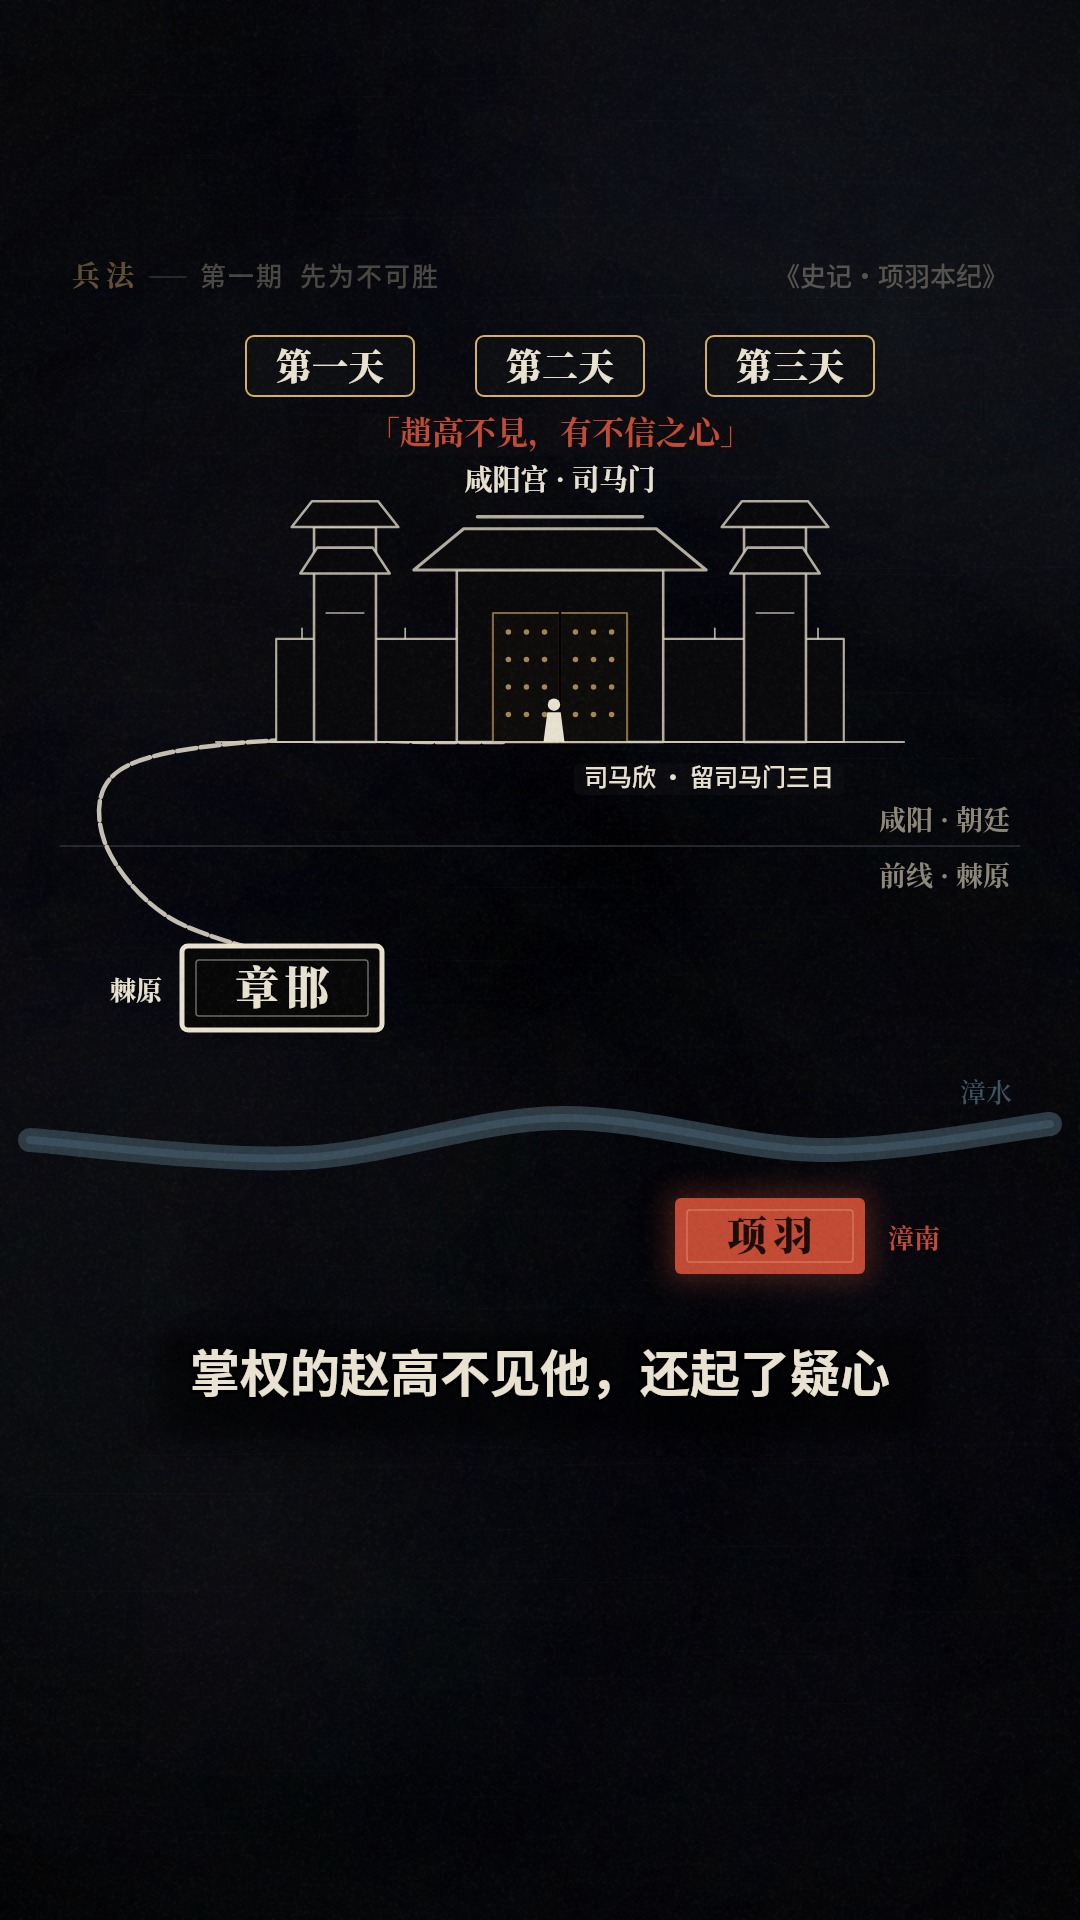 兵法 —— 第一期 先为不可胜
《史记·项羽本纪》
第一天 第二天 第三天
「趙高不見，有不信之心」
咸阳宫·司马门
司马欣 · 留司马门三日
咸阳·朝廷
前线·棘原
棘原
章邯
漳水
项羽
漳南
掌权的赵高不见他，还起了疑心